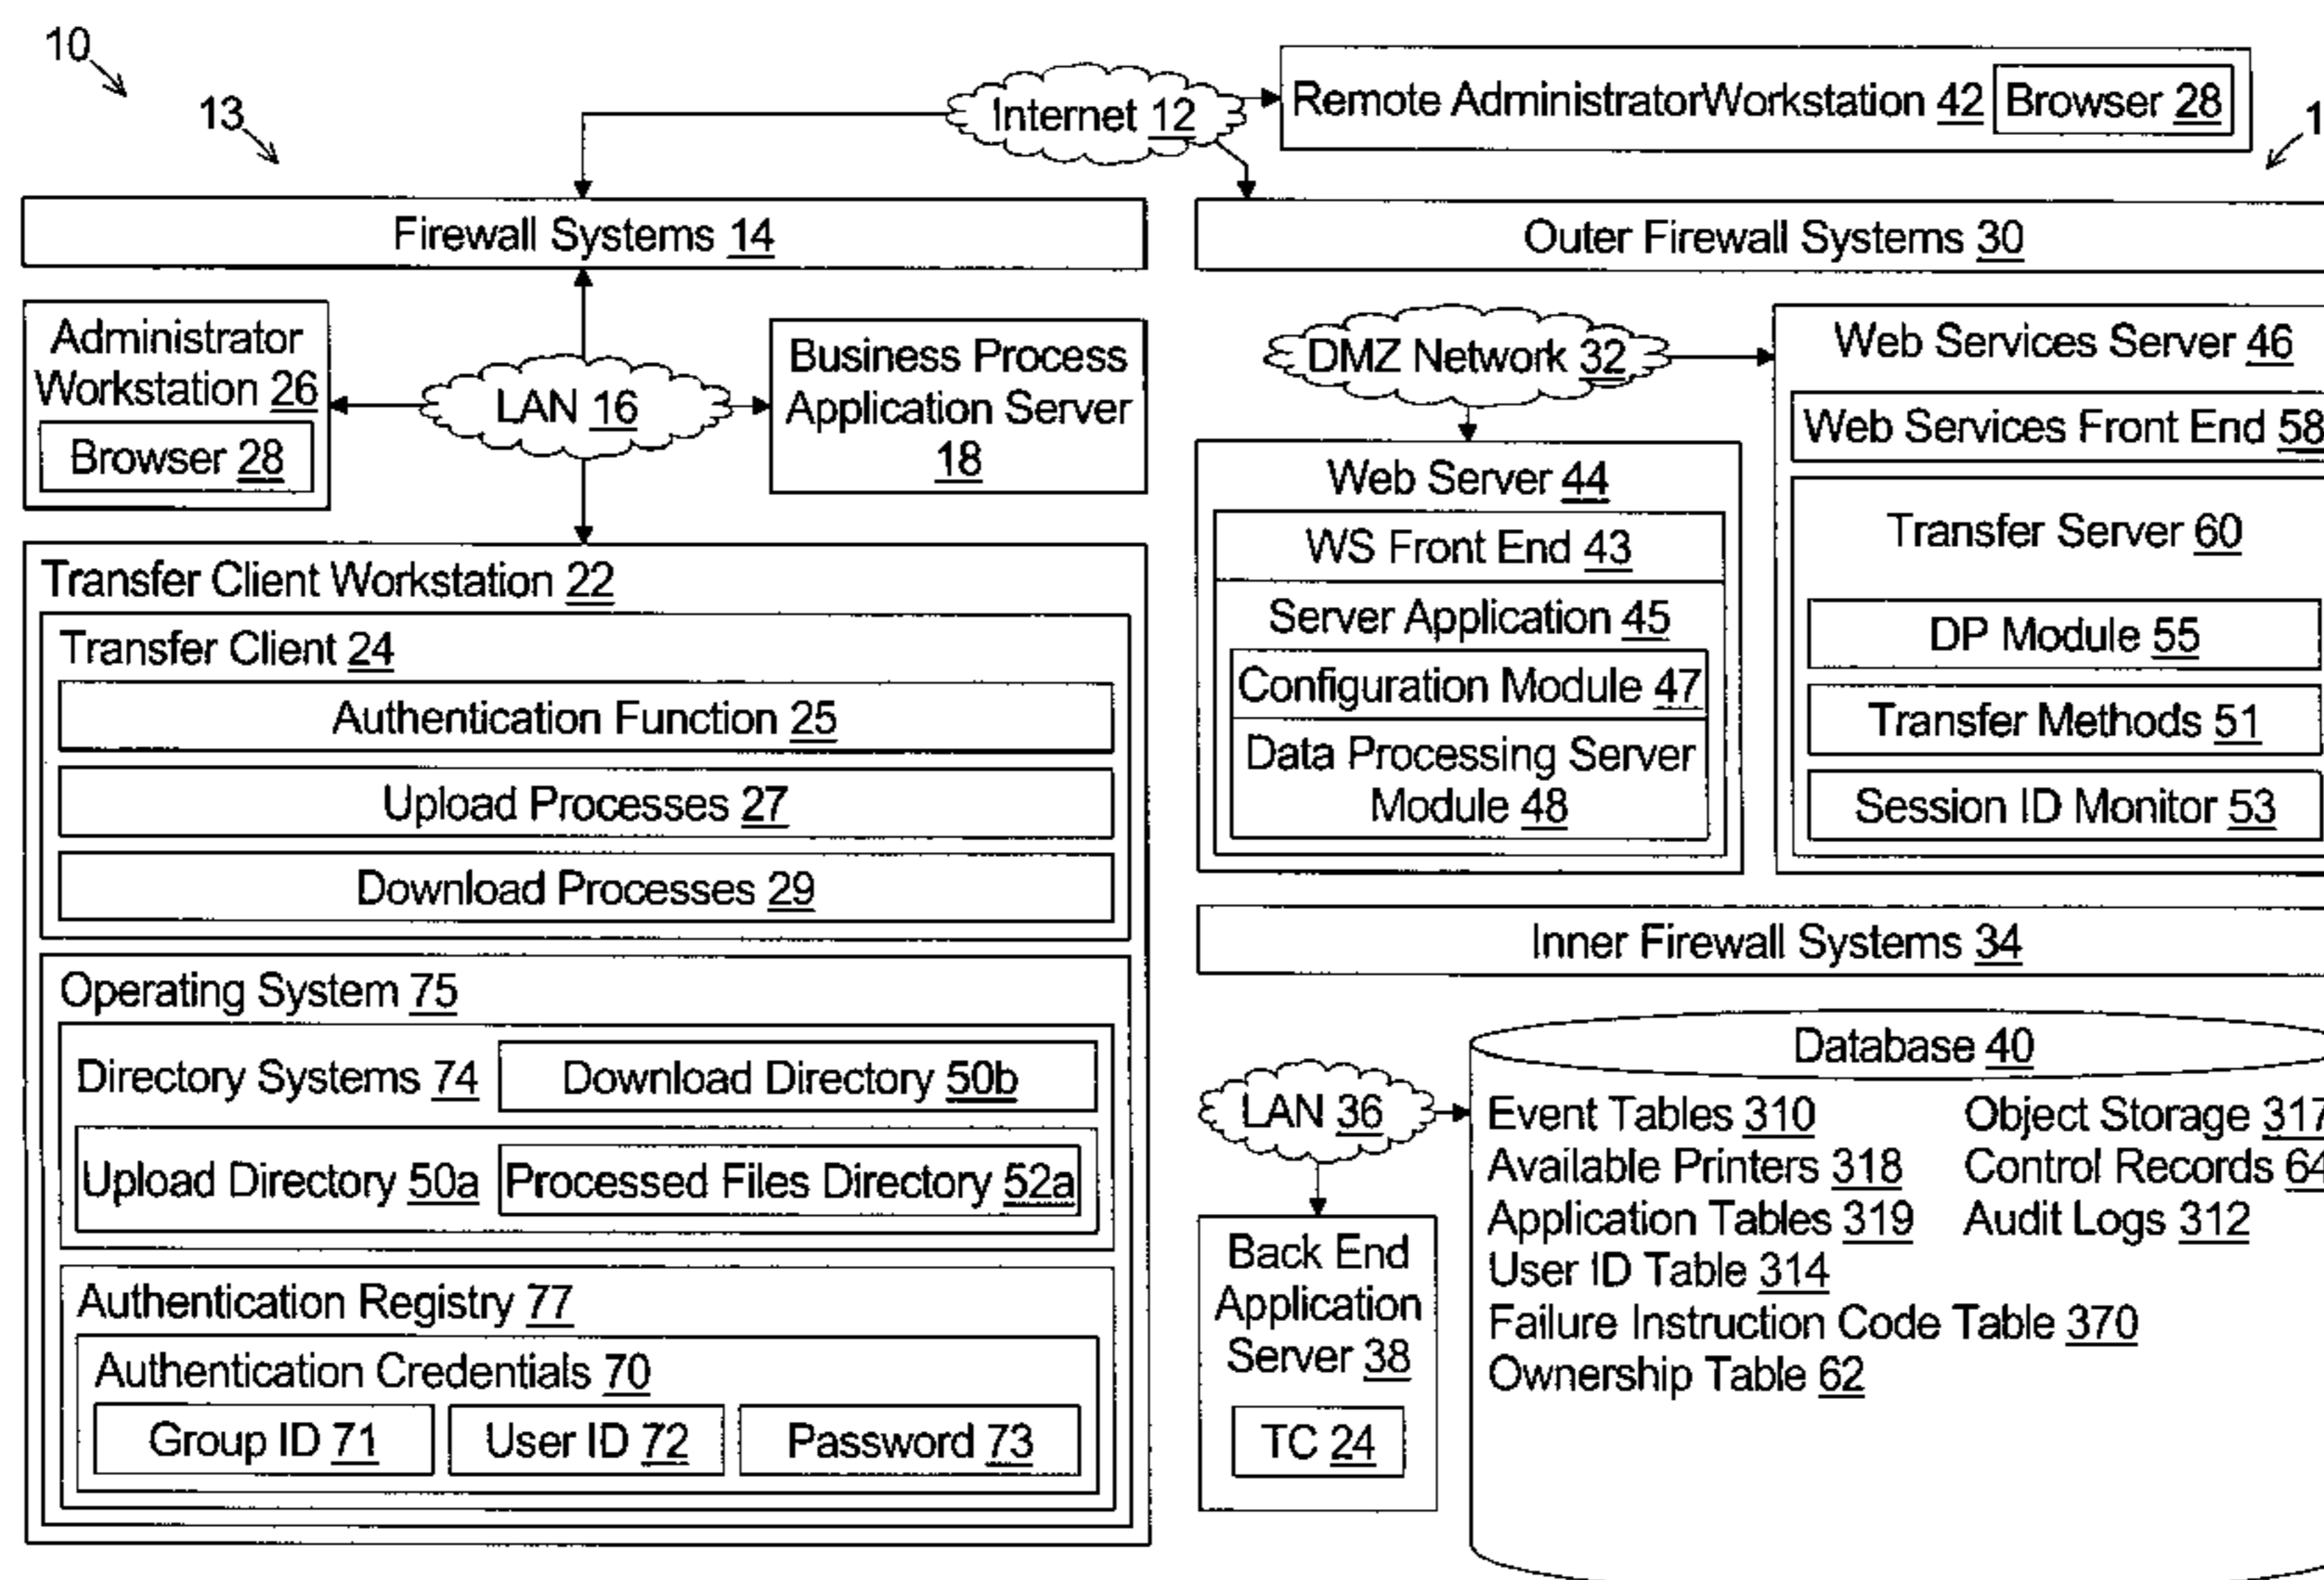 10
13
Internet 12
Remote AdministratorWorkstation 42
Browser 28
1
Firewall Systems 14
Administrator
Workstation 26
Browser 28
LAN 16
Business Process
Application Server
18
Transfer Client Workstation 22
Transfer Client 24
Authentication Function 25
Upload Processes 27
Download Processes 29
Operating System 75
Directory Systems 74
Download Directory 50b
Upload Directory 50a
Processed Files Directory 52a
Authentication Registry 77
Authentication Credentials 70
Group ID 71
User ID 72
Password 73
Outer Firewall Systems 30
DMZ Network 32
Web Server 44
WS Front End 43
Server Application 45
Configuration Module 47
Data Processing Server
Module 48
Web Services Server 46
Web Services Front End 58
Transfer Server 60
DP Module 55
Transfer Methods 51
Session ID Monitor 53
Inner Firewall Systems 34
LAN 36
Back End
Application
Server 38
TC 24
Database 40
Event Tables 310
Available Printers 318
Application Tables 319
User ID Table 314
Failure Instruction Code Table 370
Ownership Table 62
Object Storage 317
Control Records 64
Audit Logs 312